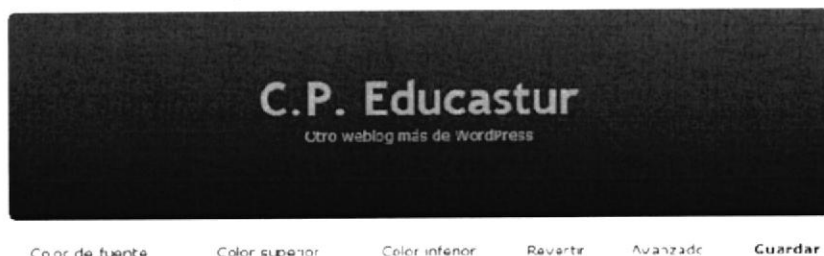 C.P. Educastur
Otro weblog más de WordPress
Color de fuente Color superior Color inferior Revertir Avanzado Guardar